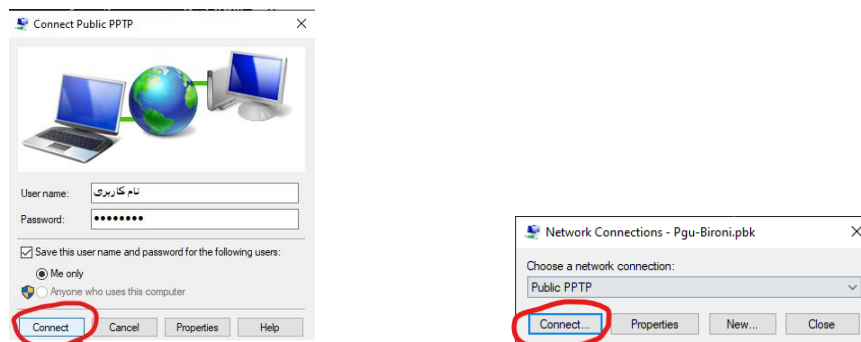 Connect Public PPTP
User name: نام کاربری
Password: ••••••••
Save this user name and password for the following users:
Me only
Anyone who uses this computer
Connect Cancel Properties Help
Network Connections - Pgu-Bironi.pbk
Choose a network connection:
Public PPTP
Connect... Properties New... Close